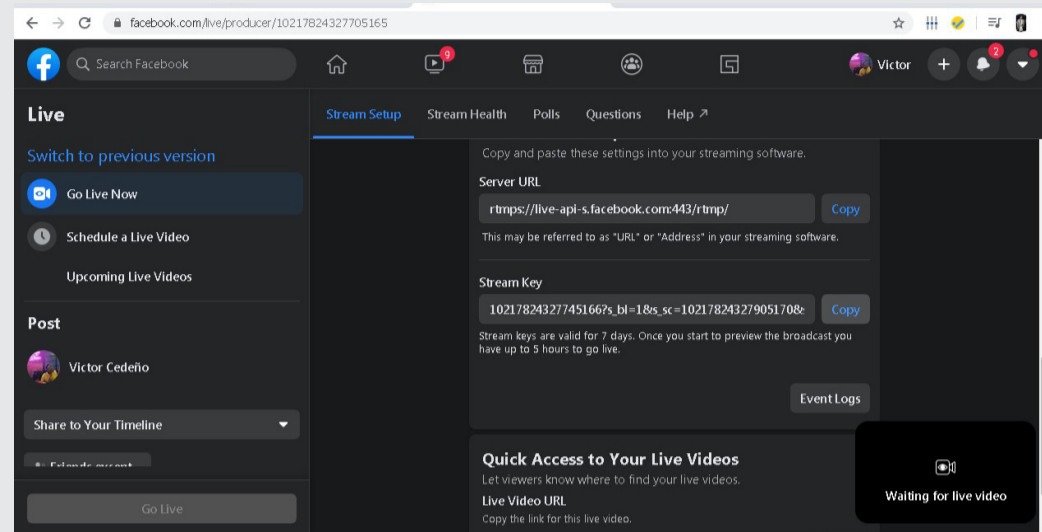 facebook.com/live/producer/10217824327705165
Search Facebook
9
Victor
2
Live
Switch to previous version
Go Live Now
Schedule a Live Video
Upcoming Live Videos
Post
Victor Cedeño
Share to Your Timeline
Go Live
Stream Setup
Stream Health
Polls
Questions
Help
Copy and paste these settings into your streaming software.
Server URL
rtmps://live-api-s.facebook.com:443/rtmp/
Copy
This may be referred to as "URL" or "Address" in your streaming software.
Stream Key
10217824327745166?s_bl=1&s_sc=10217824327905170&
Copy
Stream keys are valid for 7 days. Once you start to preview the broadcast you
have up to 5 hours to go live.
Event Logs
Quick Access to Your Live Videos
Let viewers know where to find your live videos.
Live Video URL
Copy the link for this live video.
Waiting for live video